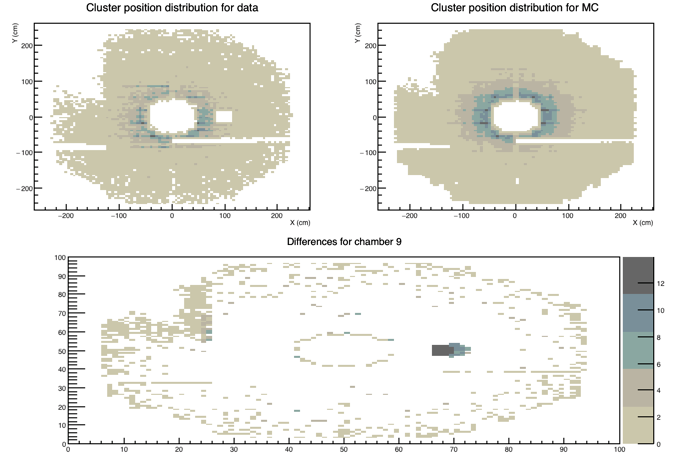 Cluster position distribution for data
Y (cm)
200
100
0
−100
−200
−200 −100 0 100 200
X (cm)
Cluster position distribution for MC
Y (cm)
200
100
0
−100
−200
−200 −100 0 100 200
X (cm)
Differences for chamber 9
100
90
80
70
60
50
40
30
20
10
0
0 10 20 30 40 50 60 70 80 90 100
12
10
8
6
4
2
0